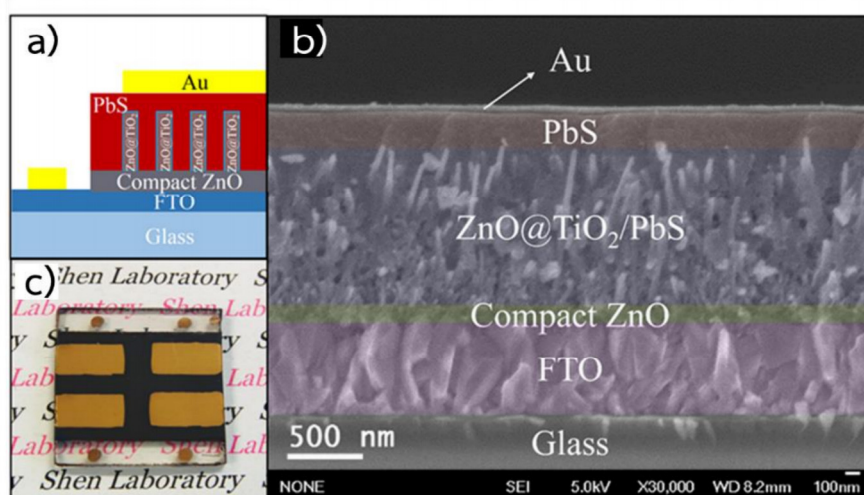 a)
Au
PbS
ZnO@TiO₂ ZnO@TiO₂ ZnO@TiO₂ ZnO@TiO₂
Compact ZnO
FTO
Glass
b)
Au
PbS
ZnO@TiO₂/PbS
Compact ZnO
FTO
Glass
500 nm
NONE SEI 5.0kV X30,000 WD 8.2mm 100nm
c)
Shen Laboratory S
Laboratory Shen L
Shen Laboratory